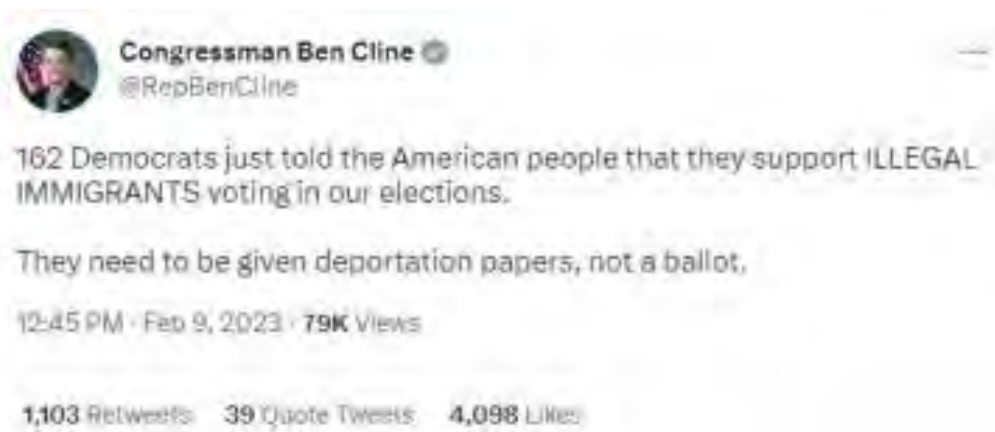 Congressman Ben Cline
@RepBenCline
162 Democrats just told the American people that they support ILLEGAL
IMMIGRANTS voting in our elections.
They need to be given deportation papers, not a ballot.
12:45 PM · Feb 9, 2023 · 79K Views
1,103 Retweets 39 Quote Tweets 4,098 Likes